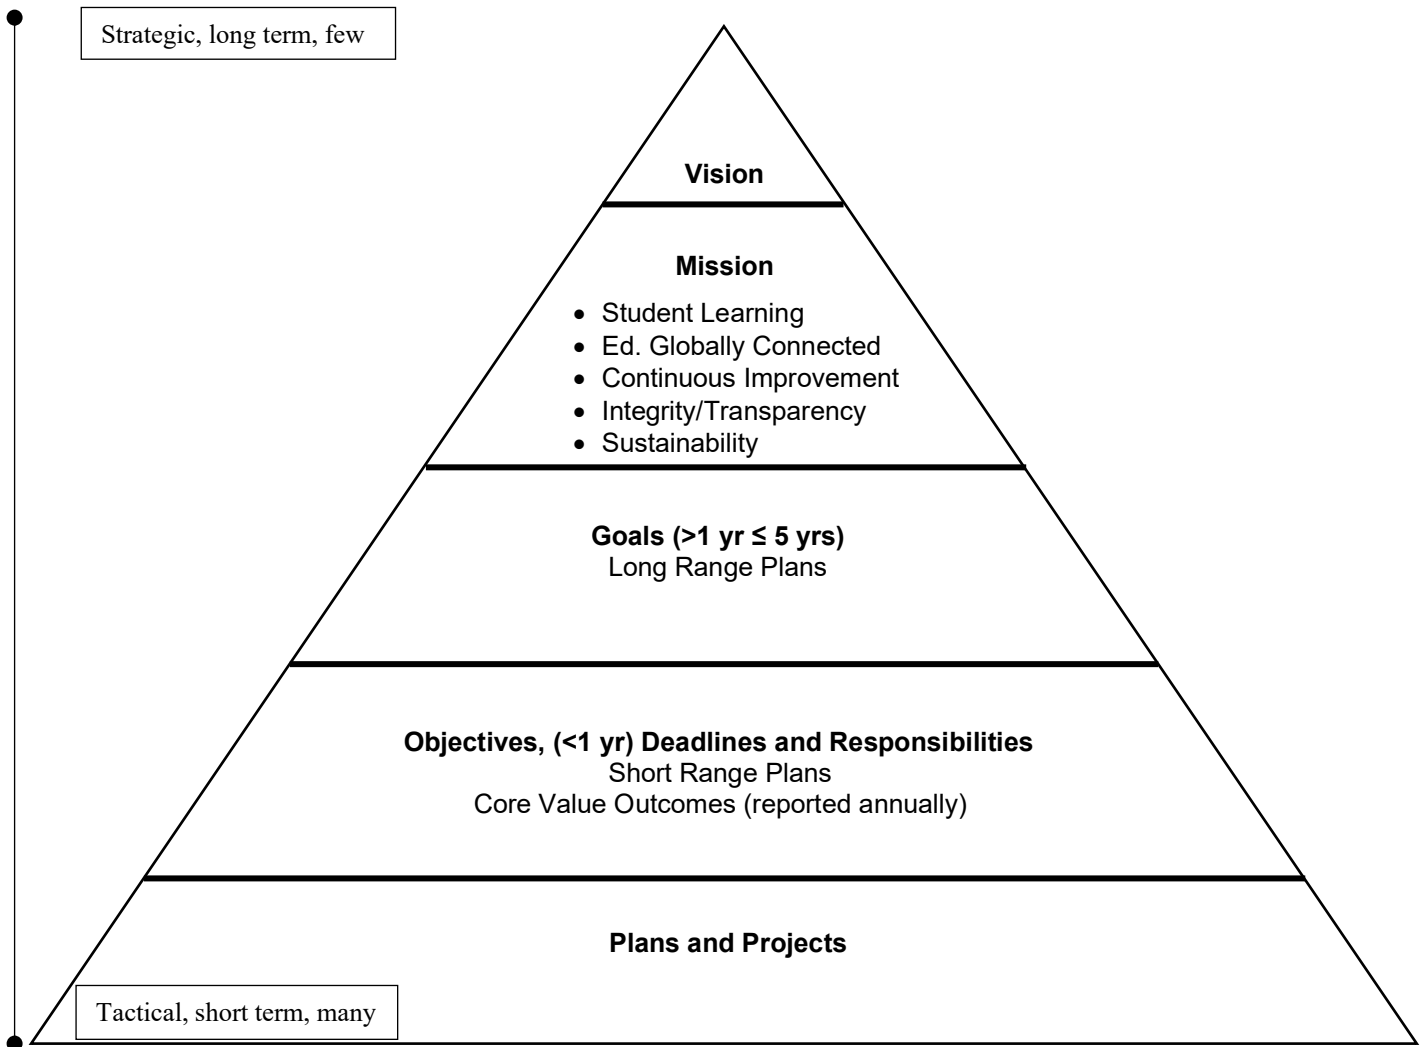 Strategic, long term, few
Vision
Mission
• Student Learning
• Ed. Globally Connected
• Continuous Improvement
• Integrity/Transparency
• Sustainability
Goals (>1 yr ≤ 5 yrs)
Long Range Plans
Objectives, (<1 yr) Deadlines and Responsibilities
Short Range Plans
Core Value Outcomes (reported annually)
Plans and Projects
Tactical, short term, many